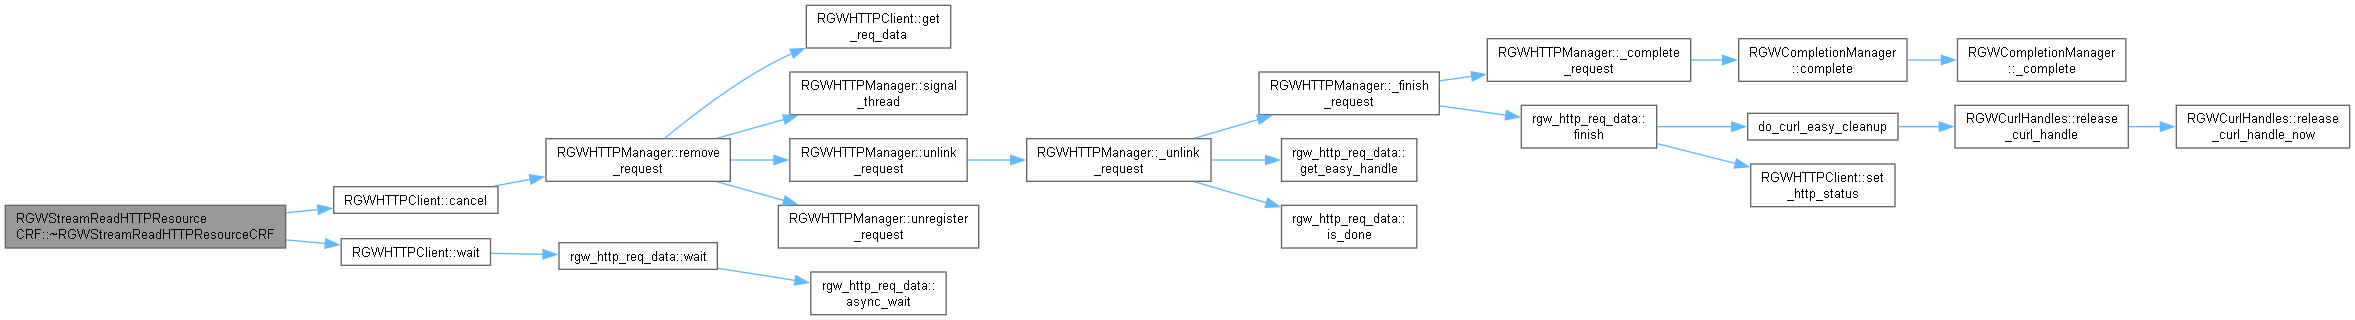 RGWStreamReadHTTPResource
CRF::~RGWStreamReadHTTPResourceCRF
RGWHTTPClient::cancel
RGWHTTPManager::remove
_request
RGWHTTPClient::get
_req_data
RGWHTTPManager::signal
_thread
RGWHTTPManager::unlink
_request
RGWHTTPManager::_unlink
_request
RGWHTTPManager::_finish
_request
RGWHTTPManager::_complete
_request
RGWCompletionManager
::complete
RGWCompletionManager
::_complete
rgw_http_req_data::
finish
do_curl_easy_cleanup
RGWCurlHandles::release
_curl_handle
RGWCurlHandles::release
_curl_handle_now
RGWHTTPClient::set
_http_status
rgw_http_req_data::
get_easy_handle
rgw_http_req_data::
is_done
RGWHTTPManager::unregister
_request
RGWHTTPClient::wait
rgw_http_req_data::wait
rgw_http_req_data::
async_wait